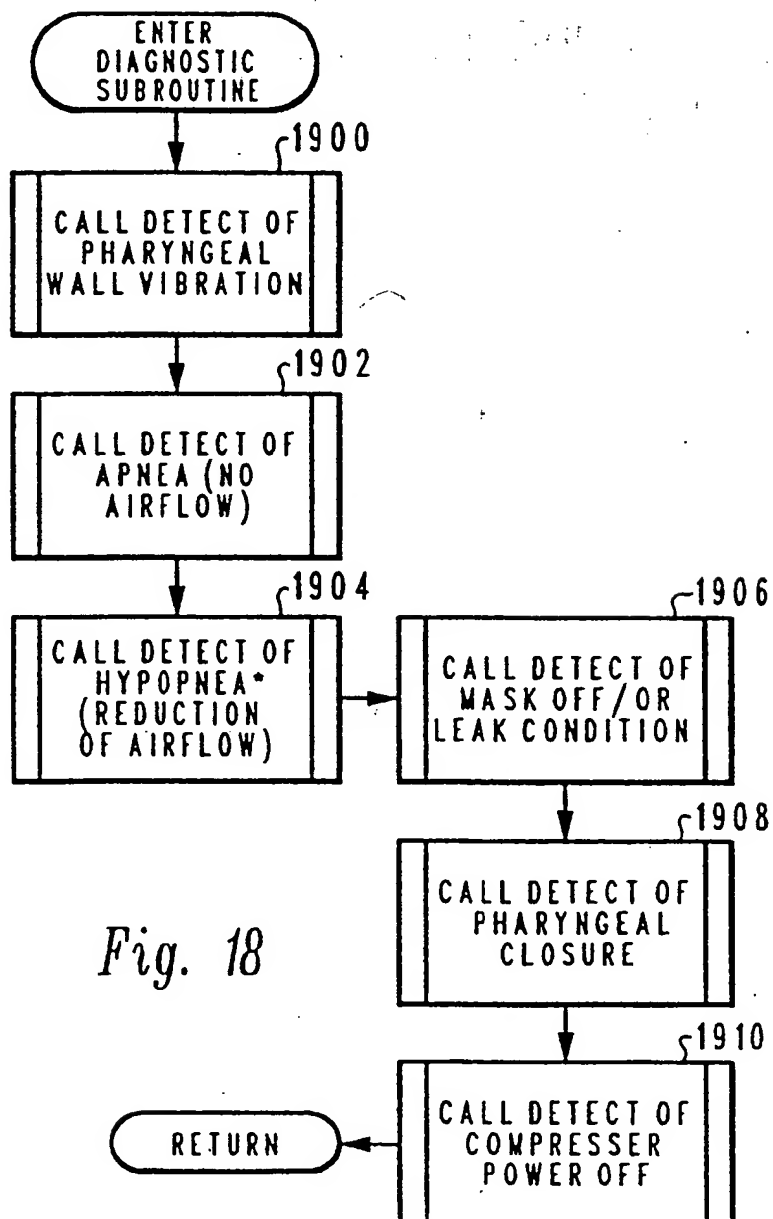 ENTER
DIAGNOSTIC
SUBROUTINE
1900
CALL DETECT OF
PHARYNGEAL
WALL VIBRATION
1902
CALL DETECT OF
APNEA (NO
AIRFLOW)
1904
CALL DETECT OF
HYPOPNEA*
(REDUCTION
OF AIRFLOW)
1906
CALL DETECT OF
MASK OFF/OR
LEAK CONDITION
1908
CALL DETECT OF
PHARYNGEAL
CLOSURE
1910
CALL DETECT OF
COMPRESSER
POWER OFF
RETURN
Fig. 18